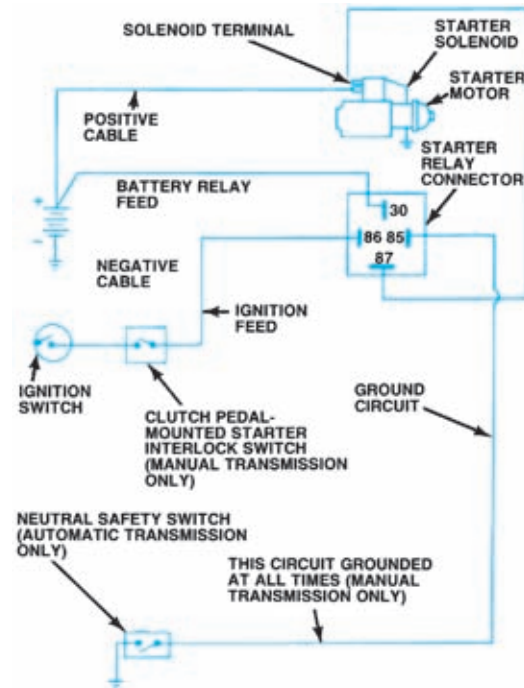 SOLENOID TERMINAL
STARTER
SOLENOID
STARTER
MOTOR
POSITIVE
CABLE
STARTER
RELAY
CONNECTOR
+
BATTERY RELAY
FEED
30
86 85
87
-
NEGATIVE
CABLE
IGNITION
FEED
IGNITION
SWITCH
CLUTCH PEDAL-
MOUNTED STARTER
INTERLOCK SWITCH
(MANUAL TRANSMISSION
ONLY)
GROUND
CIRCUIT
NEUTRAL SAFETY SWITCH
(AUTOMATIC TRANSMISSION
ONLY)
THIS CIRCUIT GROUNDED
AT ALL TIMES (MANUAL
TRANSMISSION ONLY)